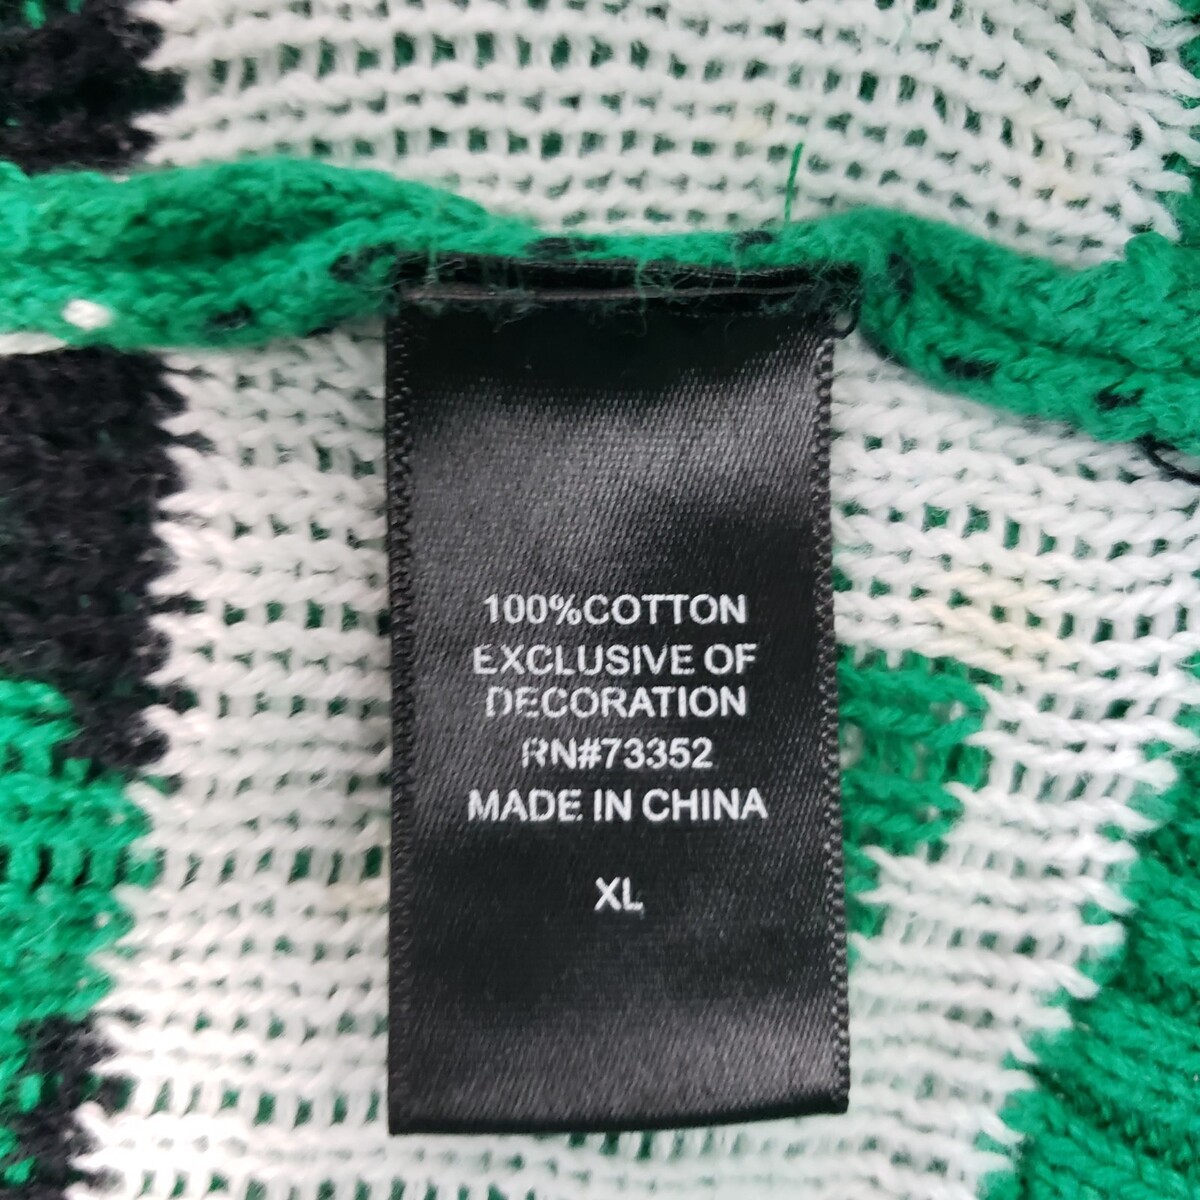 100%COTTON
EXCLUSIVE OF
DECORATION
RN#73352
MADE IN CHINA
XL